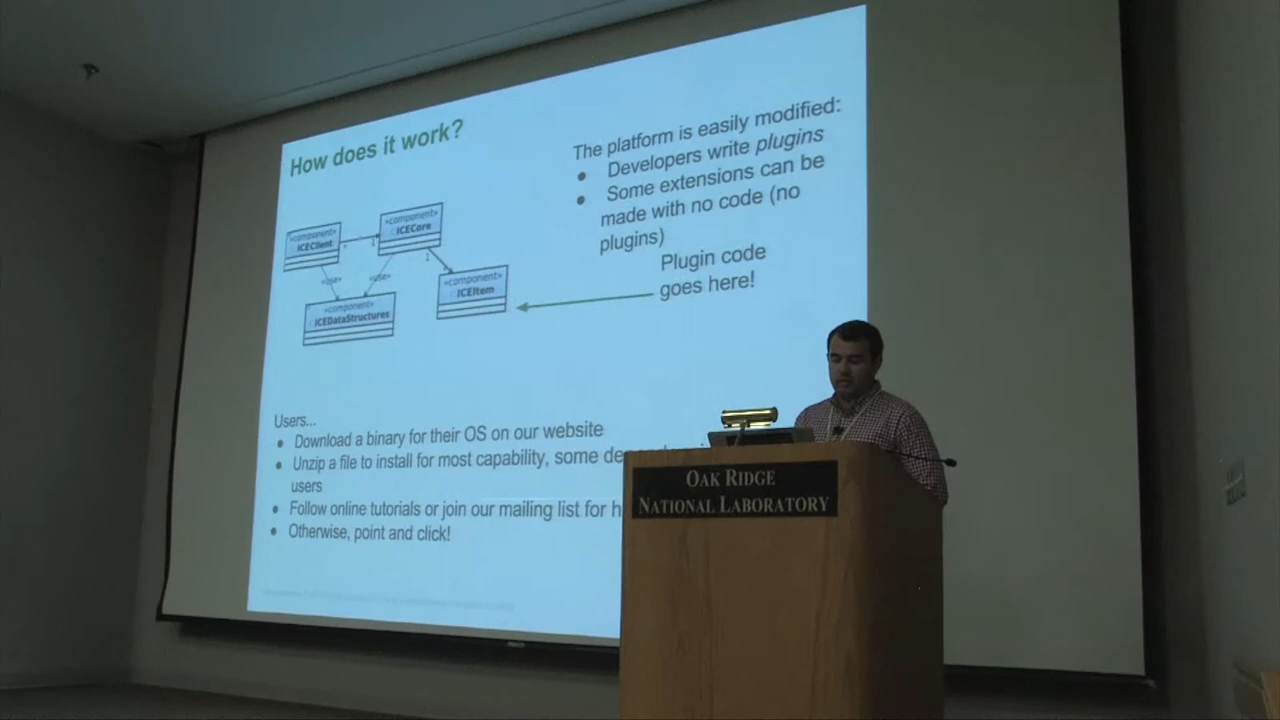 How does it work?
The platform is easily modified:
• Developers write plugins
• Some extensions can be
made with no code (no
plugins)
Plugin code
goes here!
«component»
ICEClient
«component»
ICECore
1
«use»
«use»
1
«component»
ICEItem
«component»
ICEDataStructures
Users...
• Download a binary for their OS on our website
• Unzip a file to install for most capability, some
users
• Follow online tutorials or join our mailing list for
• Otherwise, point and click!
OAK RIDGE
NATIONAL LABORATORY